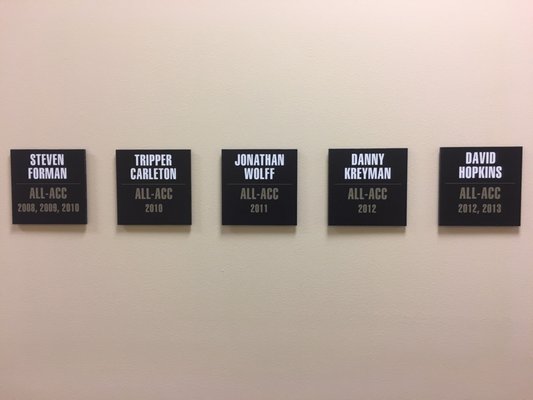 STEVEN
FORMAN
ALL-ACC
2008, 2009, 2010
TRIPPER
CARLETON
ALL-ACC
2010
JONATHAN
WOLFF
ALL-ACC
2011
DANNY
KREYMAN
ALL-ACC
2012
DAVID
HOPKINS
ALL-ACC
2012, 2013